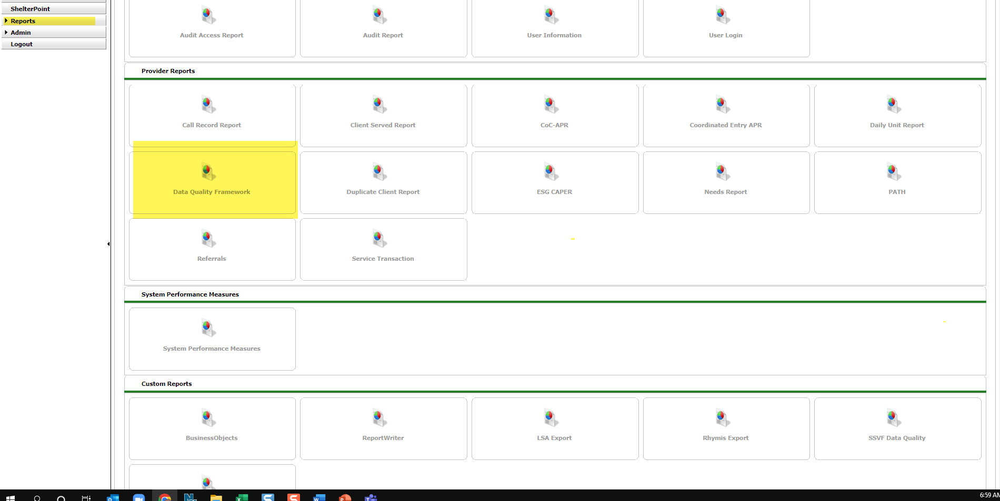 ShelterPoint
Reports
Admin
Logout
Audit Access Report
Audit Report
User Information
User Login
Provider Reports
Call Record Report
Client Served Report
CoC-APR
Coordinated Entry APR
Daily Unit Report
Data Quality Framework
Duplicate Client Report
ESG CAPER
Needs Report
PATH
Referrals
Service Transaction
System Performance Measures
System Performance Measures
Custom Reports
BusinessObjects
ReportWriter
LSA Export
Rhymis Export
SSVF Data Quality
6:59 AM